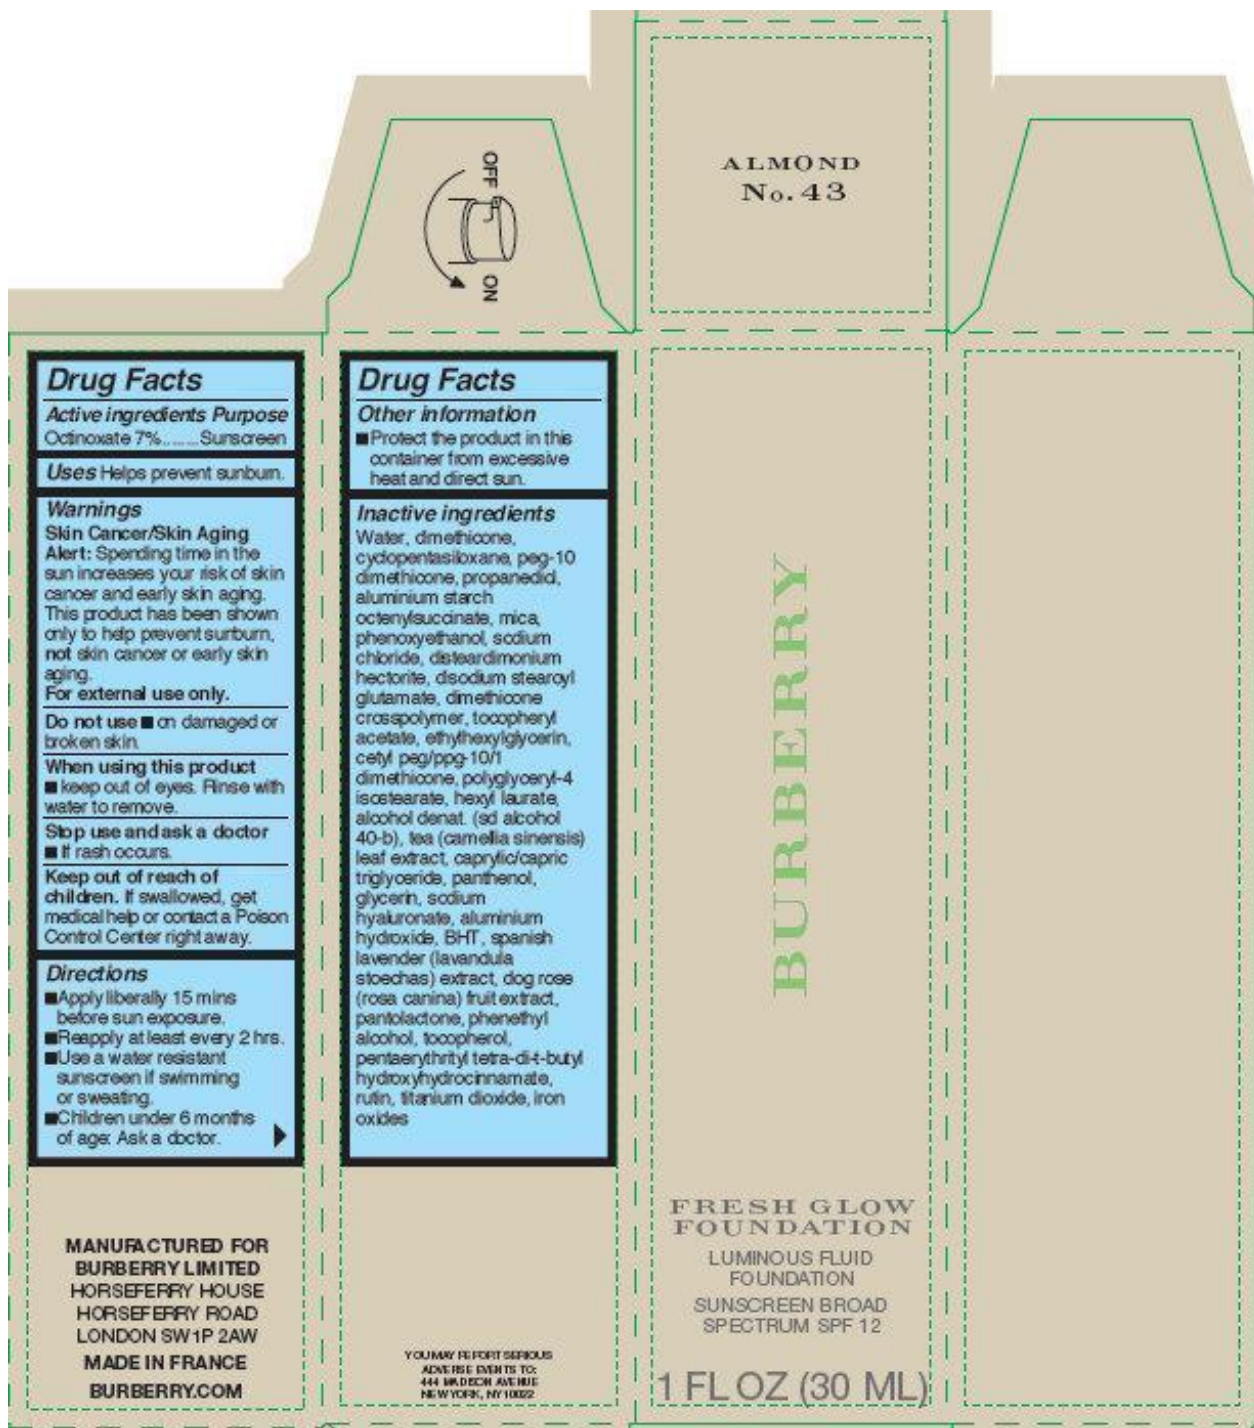 OFF
ON
ALMOND
No. 43
Drug Facts
Active ingredients Purpose
Octinoxate 7%........Sunscreen
Uses Helps prevent sunburn.
Warnings
Skin Cancer/Skin Aging
Alert: Spending time in the
sun increases your risk of skin
cancer and early skin aging.
This product has been shown
only to help prevent sunburn,
not skin cancer or early skin
aging.
For external use only.
Do not use ■ on damaged or
broken skin.
When using this product
■ keep out of eyes. Rinse with
water to remove.
Stop use and ask a doctor
■ If rash occurs.
Keep out of reach of
children. If swallowed, get
medical help or contact a Poison
Control Center right away.
Directions
■Apply liberally 15 mins
before sun exposure.
■Reapply at least every 2 hrs.
■Use a water resistant
sunscreen if swimming
or sweating.
■Children under 6 months
of age: Ask a doctor.
MANUFACTURED FOR
BURBERRY LIMITED
HORSEFERRY HOUSE
HORSEFERRY ROAD
LONDON SW1P 2AW
MADE IN FRANCE
BURBERRY.COM
Drug Facts
Other information
■Protect the product in this
container from excessive
heat and direct sun.
Inactive ingredients
Water, dimethicone,
cyclopentasiloxane, peg-10
dimethicone, propanediol,
aluminium starch
octenylsuccinate, mica,
phenoxyethanol, sodium
chloride, disteardimonium
hectorite, disodium stearoyl
glutamate, dimethicone
crosspolymer, tocopheryl
acetate, ethylhexylglycerin,
cetyl peg/ppg-10/1
dimethicone, polyglyceryl-4
isostearate, hexyl laurate,
alcohol denat. (sd alcohol
40-b), tea (camellia sinensis)
leaf extract, caprylic/capric
triglyceride, panthenol,
glycerin, sodium
hyaluronate, aluminium
hydroxide, BHT, spanish
lavender (lavandula
stoechas) extract, dog rose
(rosa canina) fruit extract,
pantolactone, phenethyl
alcohol, tocopherol,
pentaerythrityl tetra-di-t-butyl
hydroxyhydrocinnamate,
rutin, titanium dioxide, iron
oxides
YOU MAY REPORT SERIOUS
ADVERSE EVENTS TO:
444 MADISON AVENUE
NEW YORK, NY 10022
BURBERRY
FRESH GLOW
FOUNDATION
LUMINOUS FLUID
FOUNDATION
SUNSCREEN BROAD
SPECTRUM SPF 12
1 FL OZ (30 ML)